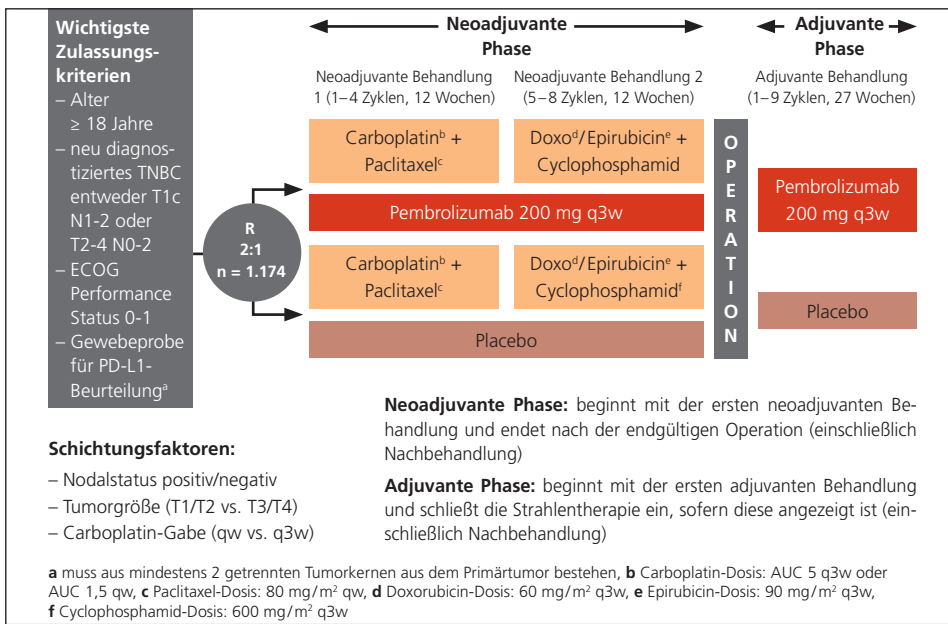 Wichtigste
Zulassungs-
kriterien
– Alter
≥ 18 Jahre
– neu diagnos-
tiziertes TNBC
entweder T1c
N1-2 oder
T2-4 N0-2
– ECOG
Performance
Status 0-1
– Gewebeprobe
für PD-L1-
Beurteilungᵃ
R
2:1
n = 1.174
Neoadjuvante
Phase
Adjuvante
Phase
Neoadjuvante Behandlung
1 (1–4 Zyklen, 12 Wochen)
Neoadjuvante Behandlung 2
(5–8 Zyklen, 12 Wochen)
Adjuvante Behandlung
(1–9 Zyklen, 27 Wochen)
Carboplatinᵇ +
Paclitaxelᶜ
Doxoᵈ/Epirubicinᵉ +
Cyclophosphamid
Pembrolizumab 200 mg q3w
Carboplatinᵇ +
Paclitaxelᶜ
Doxoᵈ/Epirubicinᵉ +
Cyclophosphamidᶠ
Placebo
OPERATION
Pembrolizumab
200 mg q3w
Placebo
Schichtungsfaktoren:
– Nodalstatus positiv/negativ
– Tumorgröße (T1/T2 vs. T3/T4)
– Carboplatin-Gabe (qw vs. q3w)
Neoadjuvante Phase: beginnt mit der ersten neoadjuvanten Be-
handlung und endet nach der endgültigen Operation (einschließlich
Nachbehandlung)
Adjuvante Phase: beginnt mit der ersten adjuvanten Behandlung
und schließt die Strahlentherapie ein, sofern diese angezeigt ist (ein-
schließlich Nachbehandlung)
a muss aus mindestens 2 getrennten Tumorkernen aus dem Primärtumor bestehen, b Carboplatin-Dosis: AUC 5 q3w oder
AUC 1,5 qw, c Paclitaxel-Dosis: 80 mg/m² qw, d Doxorubicin-Dosis: 60 mg/m² q3w, e Epirubicin-Dosis: 90 mg/m² q3w,
f Cyclophosphamid-Dosis: 600 mg/m² q3w